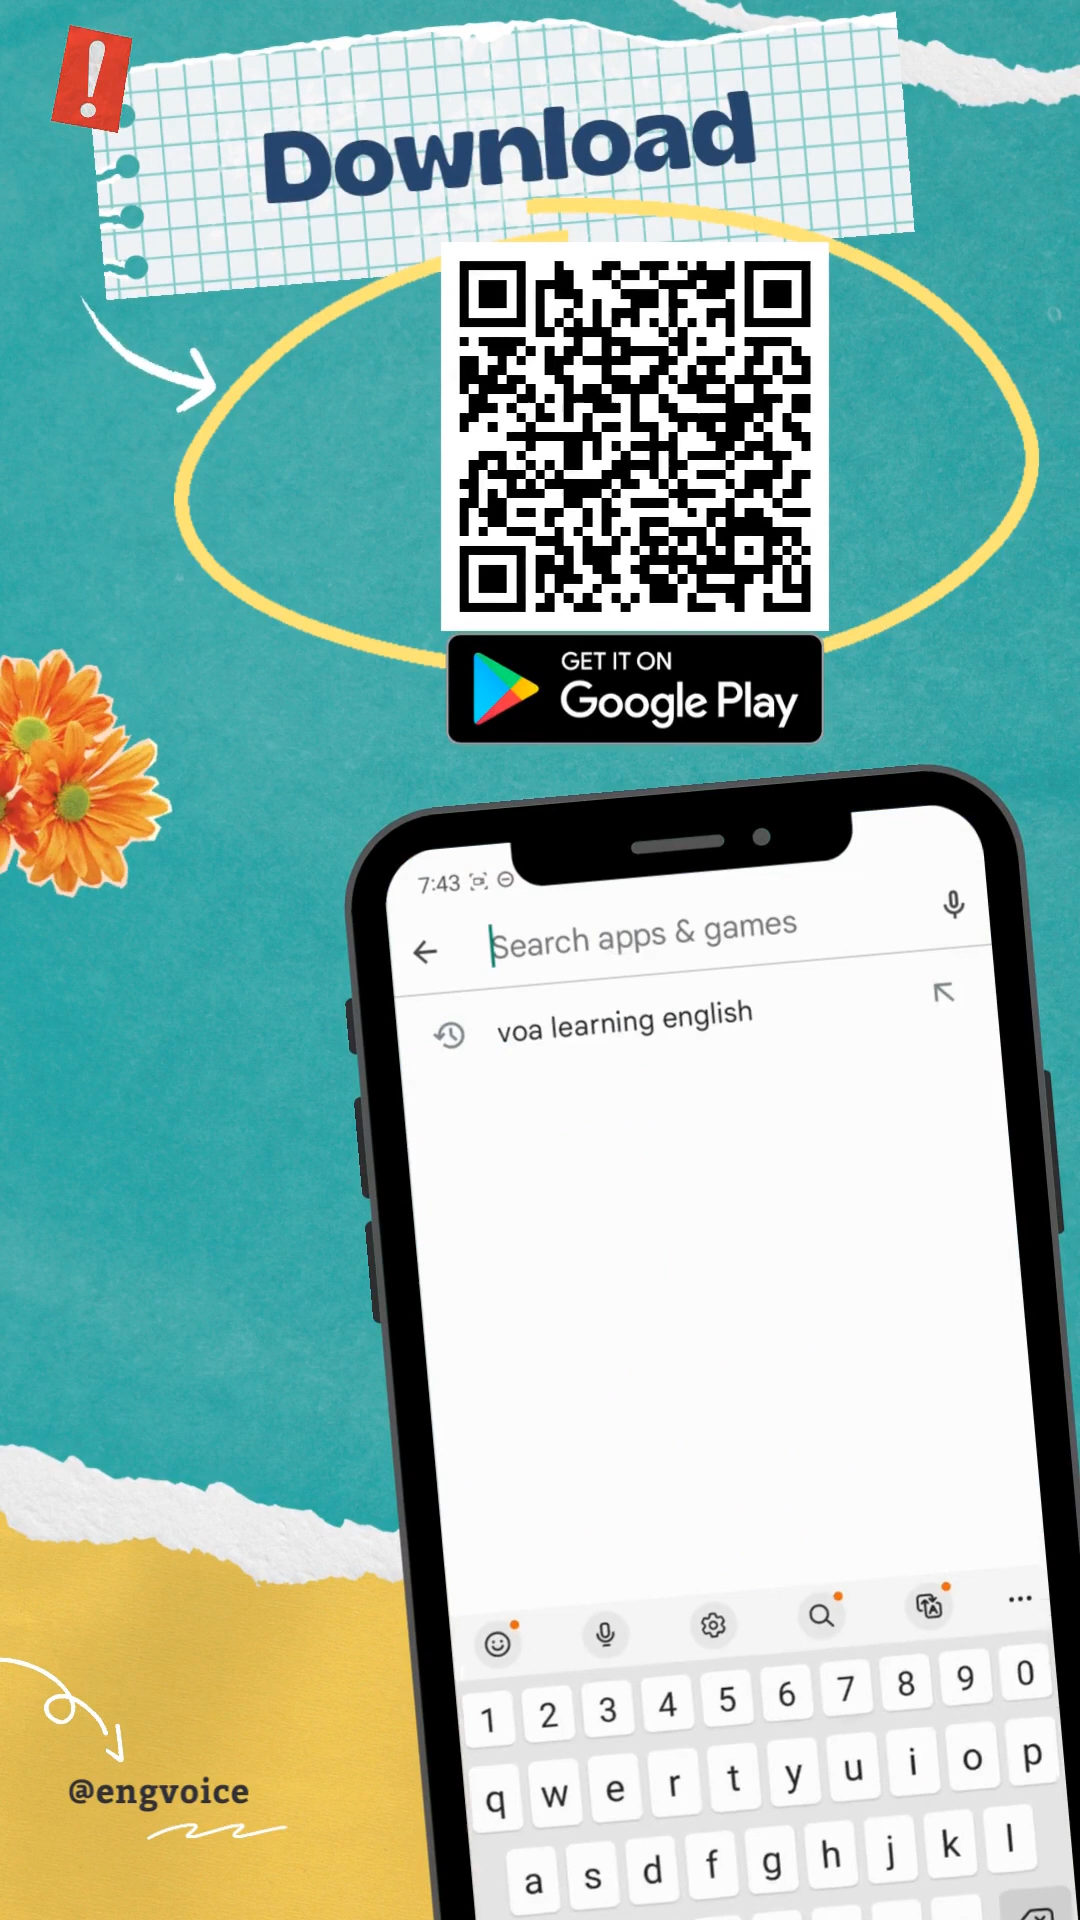 Download
GET IT ON
Google Play
7:43
Search apps & games
voa learning english
1 2 3 4 5 6 7 8 9 0
q w e r t y u i o p
a s d f g h j k l
@engvoice